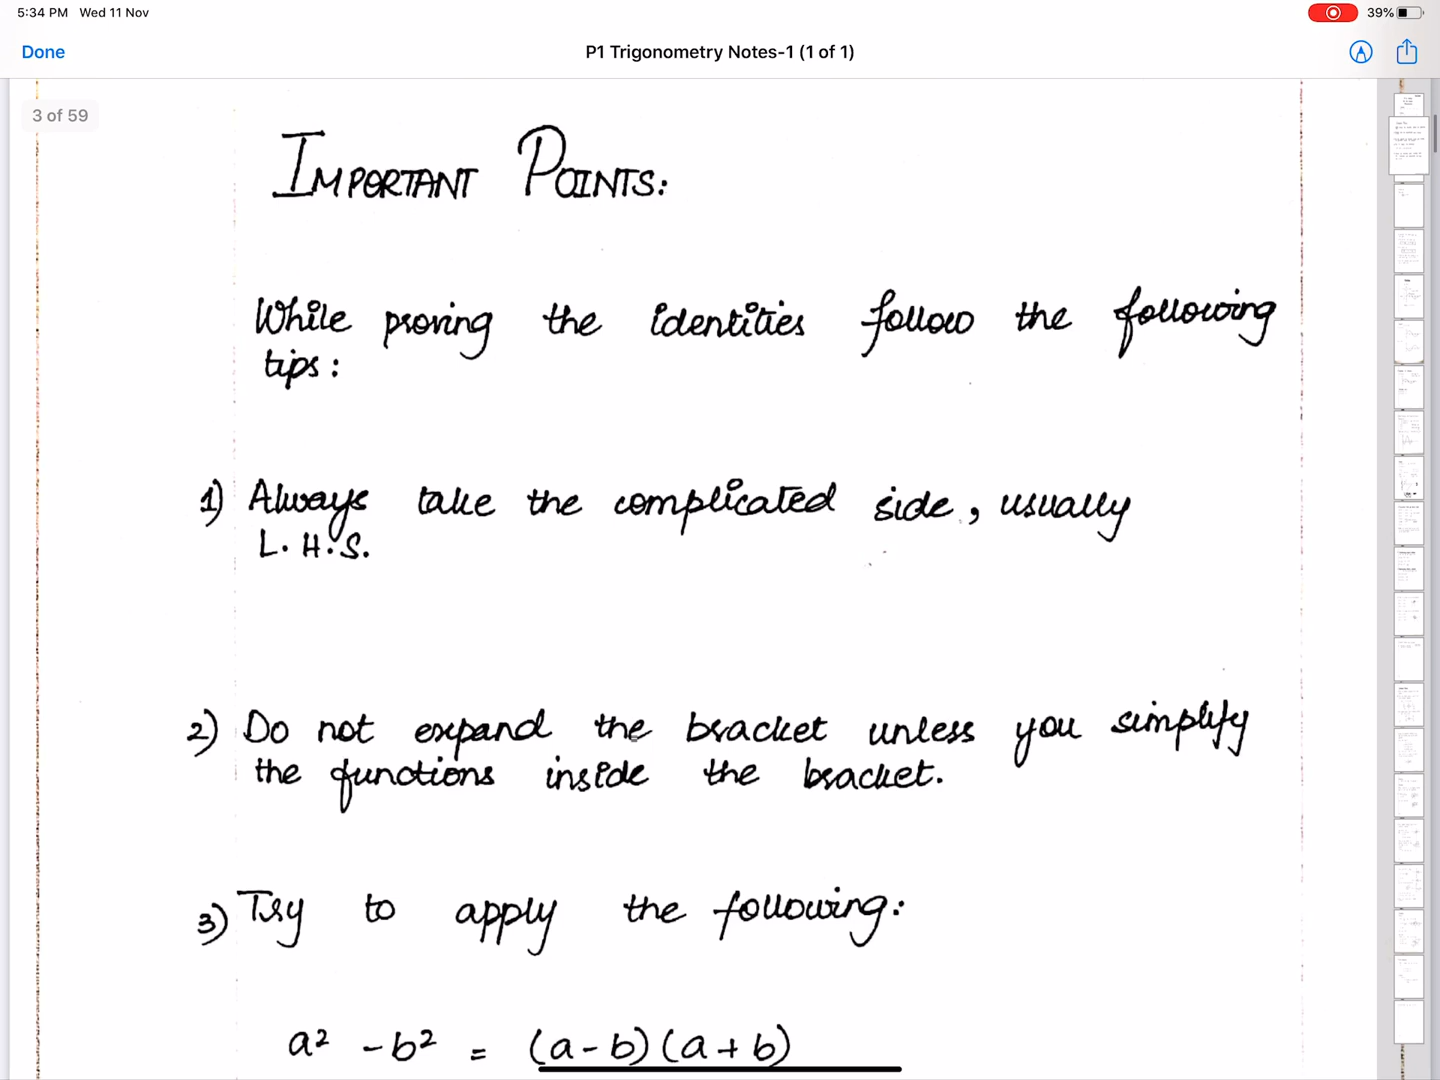 5:34 PM Wed 11 Nov 39%
Done P1 Trigonometry Notes-1 (1 of 1)
3 of 59
IMPORTANT POINTS:
While proving the identities follow the following
tips:
1) Always take the complicated side, usually
L.H.S.
2) Do not expand the bracket unless you simplify
the functions inside the bracket.
3) Try to apply the following:
a² - b² = (a - b) (a + b)